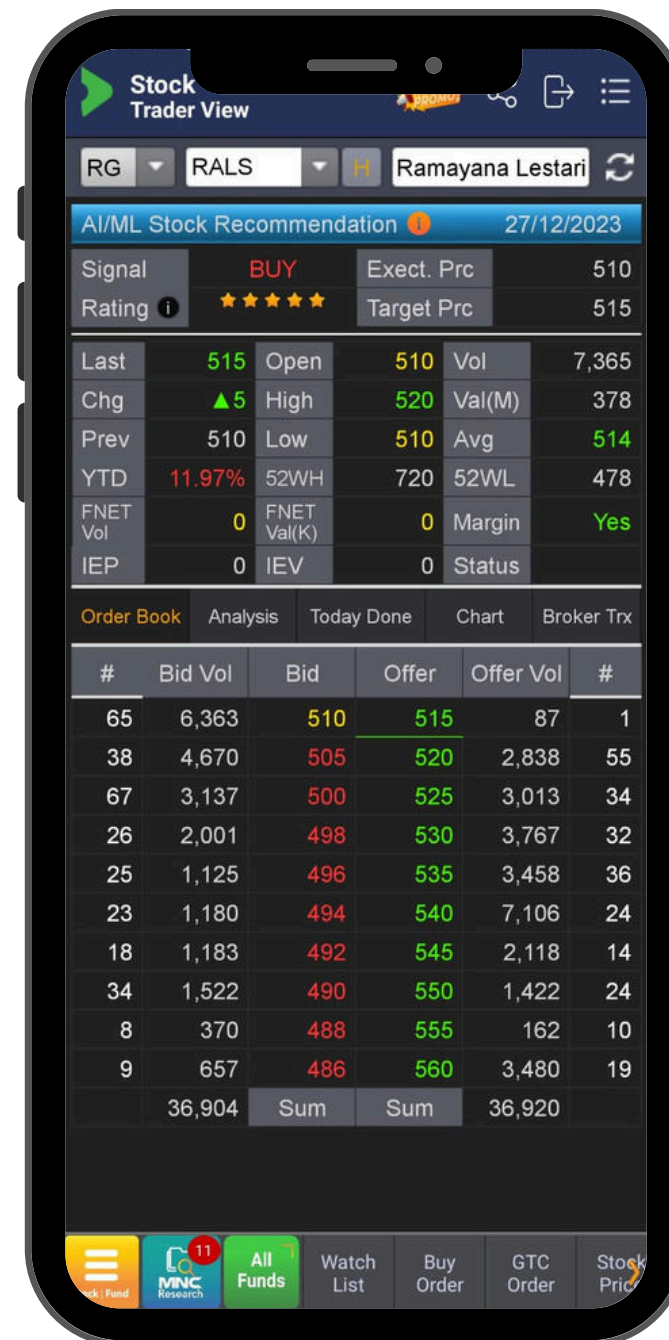 Stock
Trader View
PROMO!
RG RALS H Ramayana Lestari
AI/ML Stock Recommendation i 27/12/2023
Signal BUY Exect. Prc 510
Rating i Target Prc 515
Last 515 Open 510 Vol 7,365
Chg ▲5 High 520 Val(M) 378
Prev 510 Low 510 Avg 514
YTD 11.97% 52WH 720 52WL 478
FNET Vol 0 FNET Val(K) 0 Margin Yes
IEP 0 IEV 0 Status
Order Book Analysis Today Done Chart Broker Trx
# Bid Vol Bid Offer Offer Vol #
65 6,363 510 515 87 1
38 4,670 505 520 2,838 55
67 3,137 500 525 3,013 34
26 2,001 498 530 3,767 32
25 1,125 496 535 3,458 36
23 1,180 494 540 7,106 24
18 1,183 492 545 2,118 14
34 1,522 490 550 1,422 24
8 370 488 555 162 10
9 657 486 560 3,480 19
36,904 Sum Sum 36,920
ock | Fund
11
MNC Research
All Funds
Watch List
Buy Order
GTC Order
Stock Pric